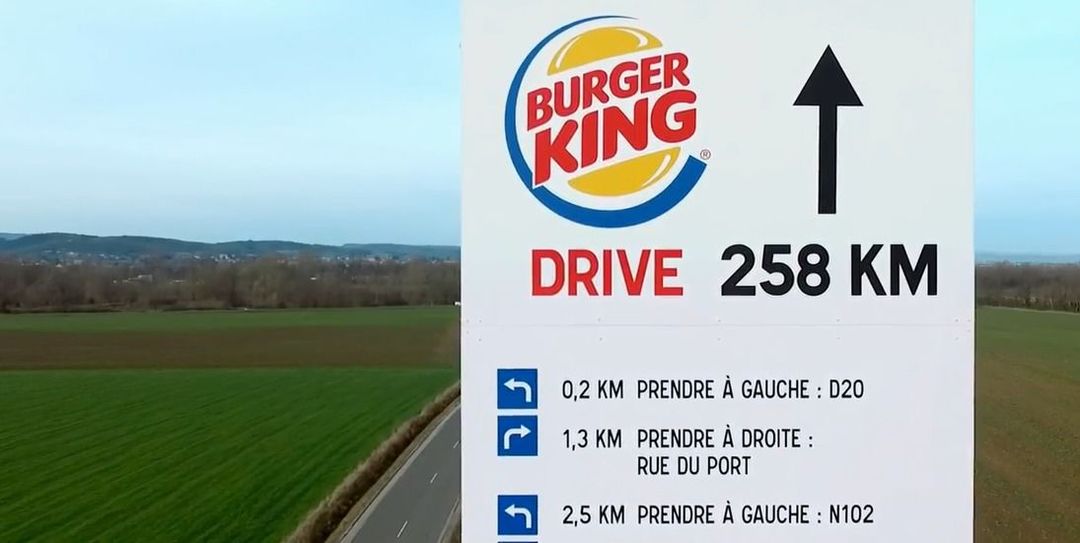 BURGER
KING
®
DRIVE 258 KM
0,2 KM PRENDRE À GAUCHE : D20
1,3 KM PRENDRE À DROITE :
RUE DU PORT
2,5 KM PRENDRE À GAUCHE : N102